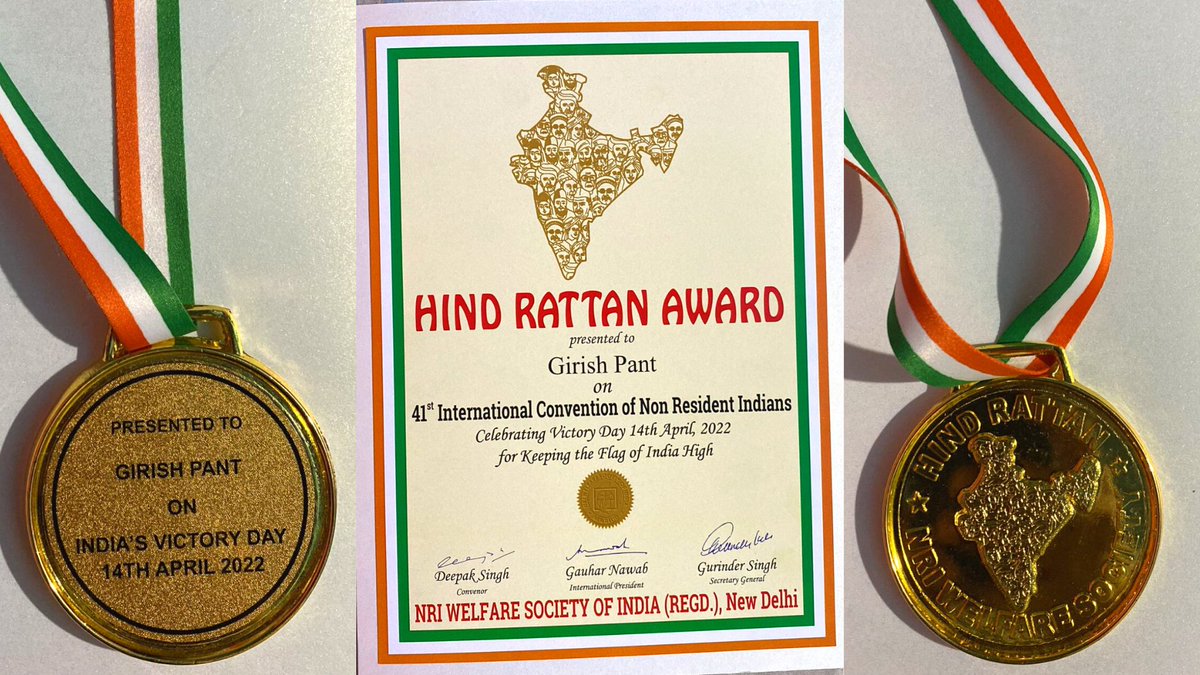 PRESENTED TO
GIRISH PANT
ON
INDIA'S VICTORY DAY
14TH APRIL 2022
HIND RATTAN AWARD
presented to
Girish Pant
on
41st International Convention of Non Resident Indians
Celebrating Victory Day 14th April, 2022
for Keeping the Flag of India High
Deepak Singh
Convenor
Gauhar Nawab
International President
Gurinder Singh
Secretary General
NRI WELFARE SOCIETY OF INDIA (REGD.), New Delhi
HIND RATTAN
NRI WELFARE SOCIETY